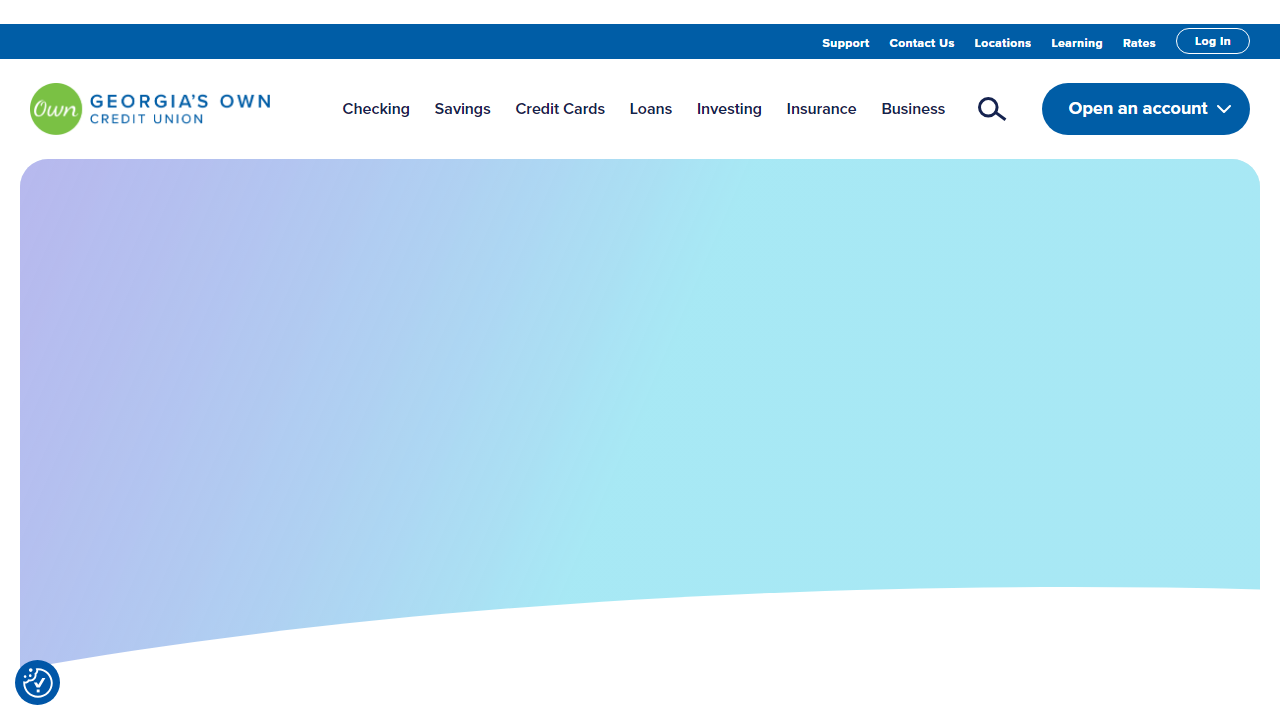 Support Contact Us Locations Learning Rates Log In
Own GEORGIA'S OWN
CREDIT UNION
Checking Savings Credit Cards Loans Investing Insurance Business Open an account